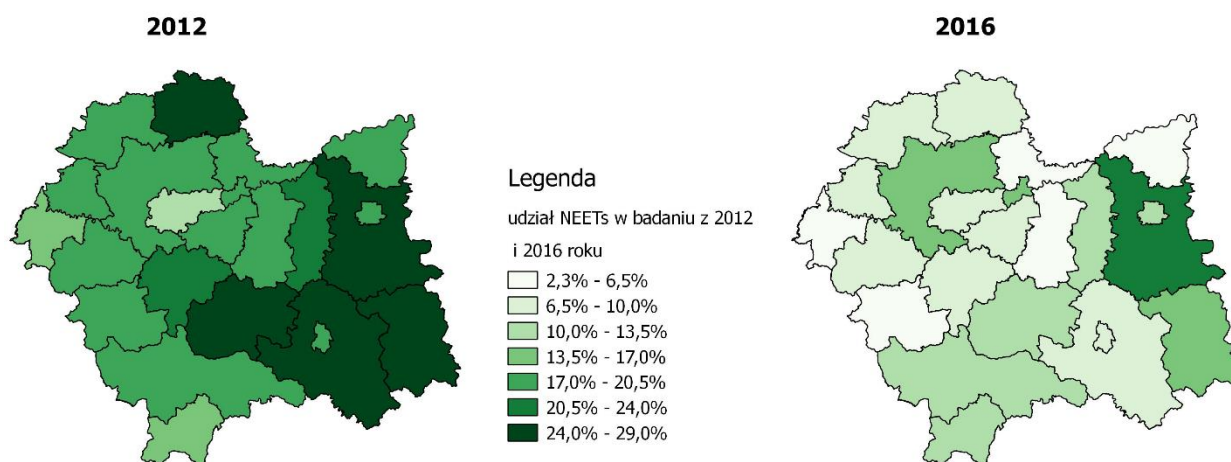 2012
2016
Legenda
udział NEETs w badaniu z 2012
i 2016 roku
2,3% - 6,5%
6,5% - 10,0%
10,0% - 13,5%
13,5% - 17,0%
17,0% - 20,5%
20,5% - 24,0%
24,0% - 29,0%